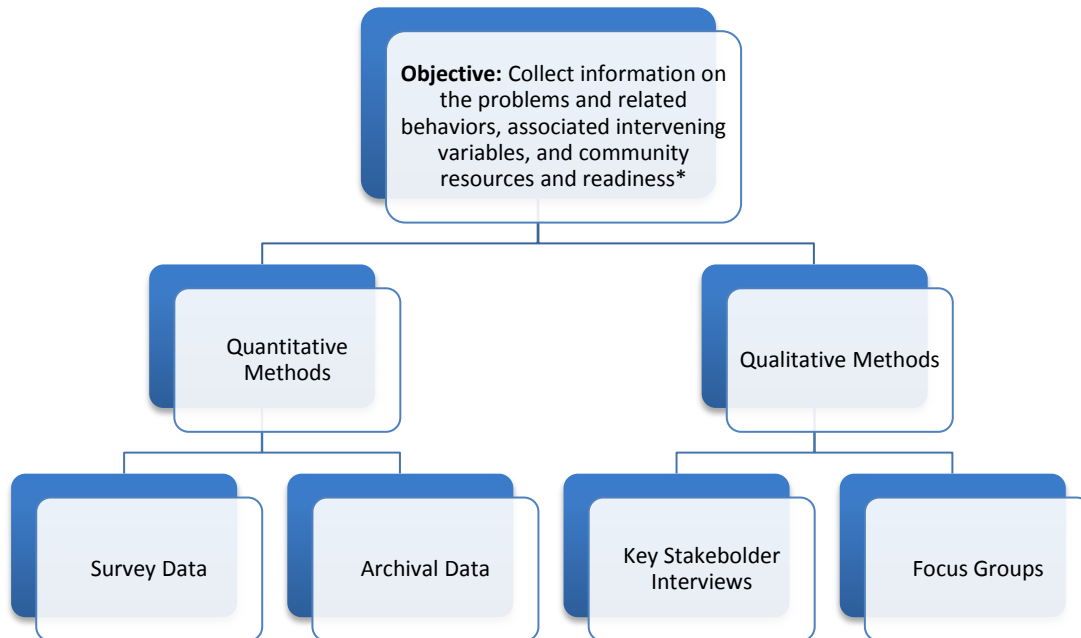 Objective: Collect information on
the problems and related
behaviors, associated intervening
variables, and community
resources and readiness*
Quantitative
Methods
Qualitative Methods
Survey Data
Archival Data
Key Stakebolder
Interviews
Focus Groups